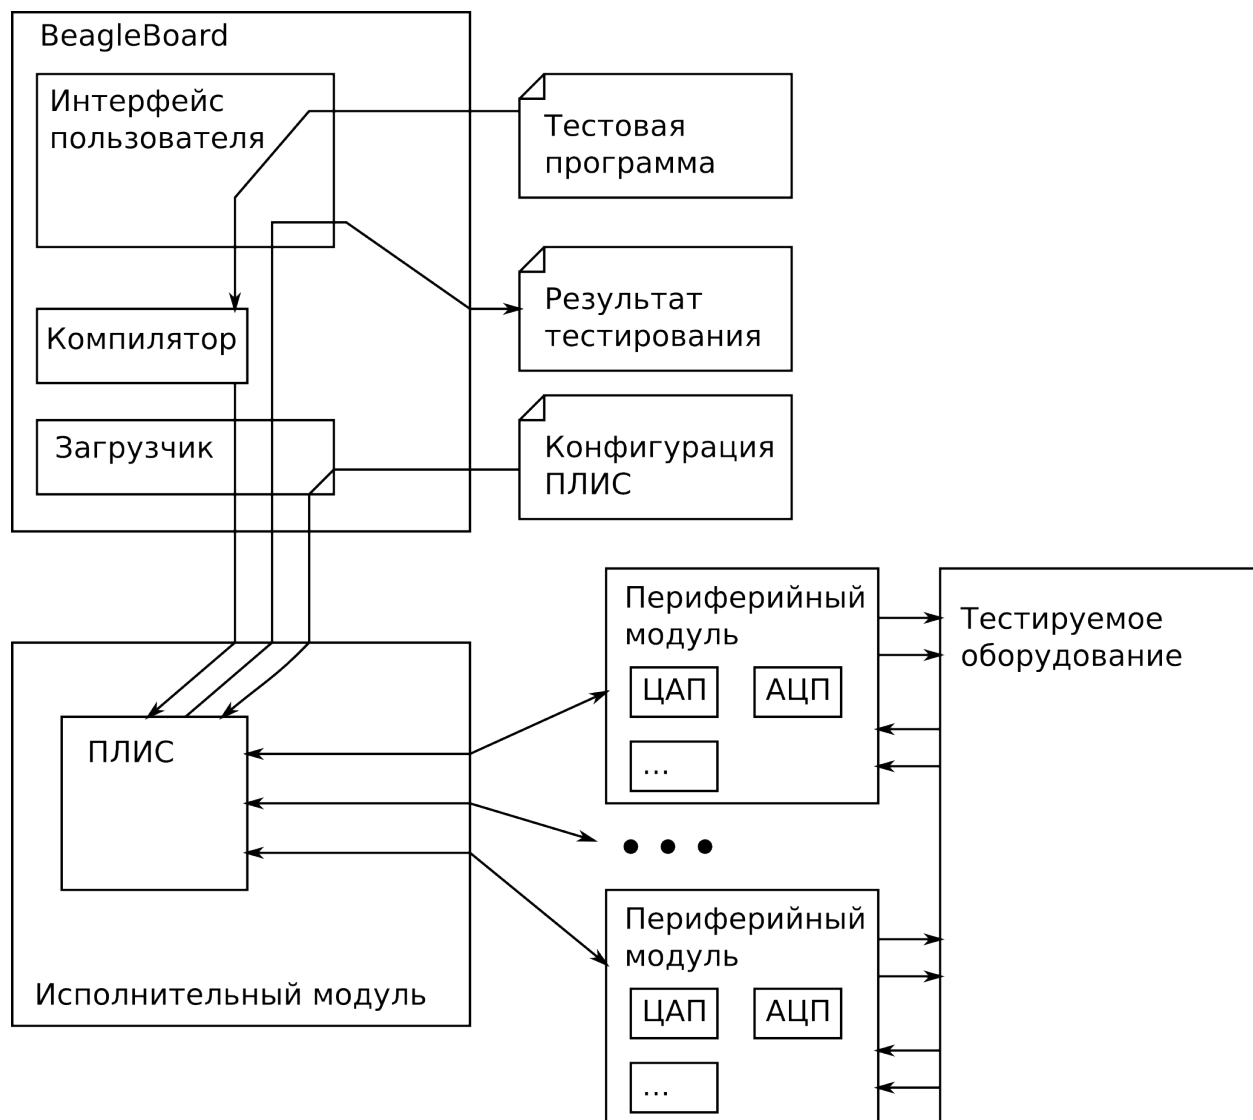 BeagleBoard
Интерфейс
пользователя
Тестовая
программа
Результат
тестирования
Компилятор
Загрузчик
Конфигурация
ПЛИС
Периферийный
модуль
ЦАП
АЦП
...
Тестируемое
оборудование
ПЛИС
Исполнительный модуль
Периферийный
модуль
ЦАП
АЦП
...